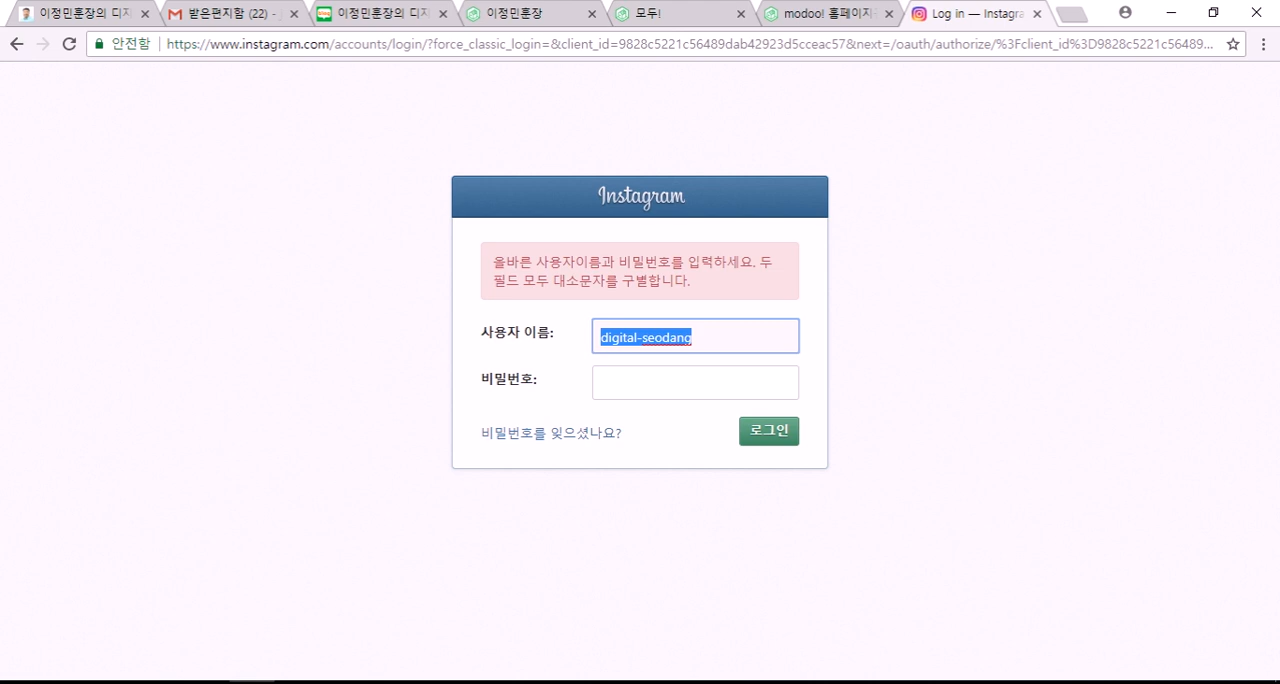 이정민훈장의 디지
받은편지함 (22) -
이정민훈장의 디지
이정민훈장
모두!
modoo! 홈페이지
Log in — Instagra
안전함
https://www.instagram.com/accounts/login/?force_classic_login=&client_id=9828c5221c56489dab42923d5cceac57&next=/oauth/authorize/%3Fclient_id%3D9828c5221c56489...
Instagram
올바른 사용자이름과 비밀번호를 입력하세요. 두
필드 모두 대소문자를 구별합니다.
사용자 이름:
digital-seodang
비밀번호:
비밀번호를 잊으셨나요?
로그인